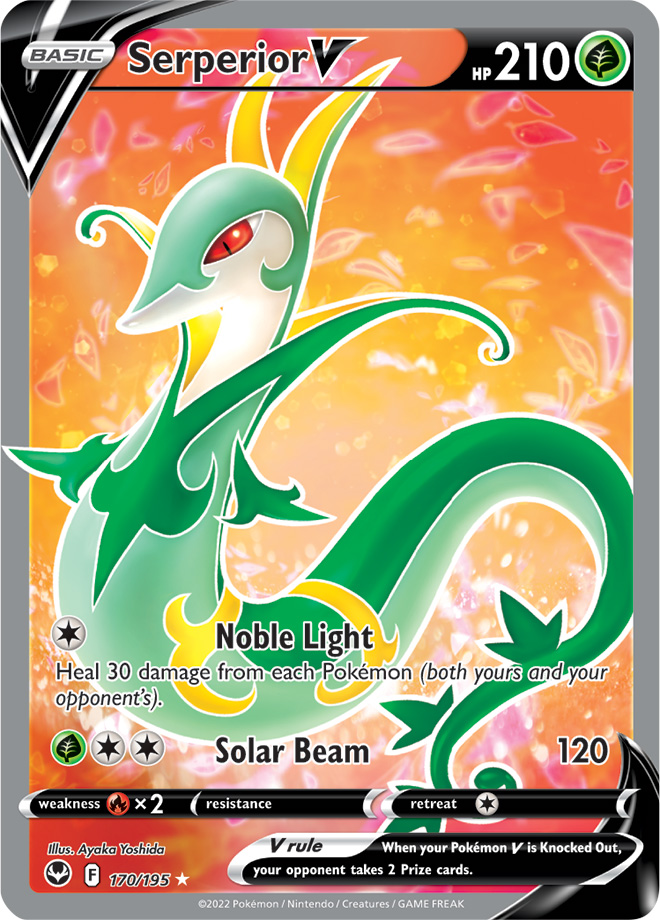 BASIC Serperior V HP 210
Noble Light
Heal 30 damage from each Pokémon (both yours and your
opponent's).
Solar Beam 120
weakness ×2 resistance retreat
Illus. Ayaka Yoshida
V rule When your Pokémon V is Knocked Out,
your opponent takes 2 Prize cards.
F 170/195 ★
©2022 Pokémon / Nintendo / Creatures / GAME FREAK